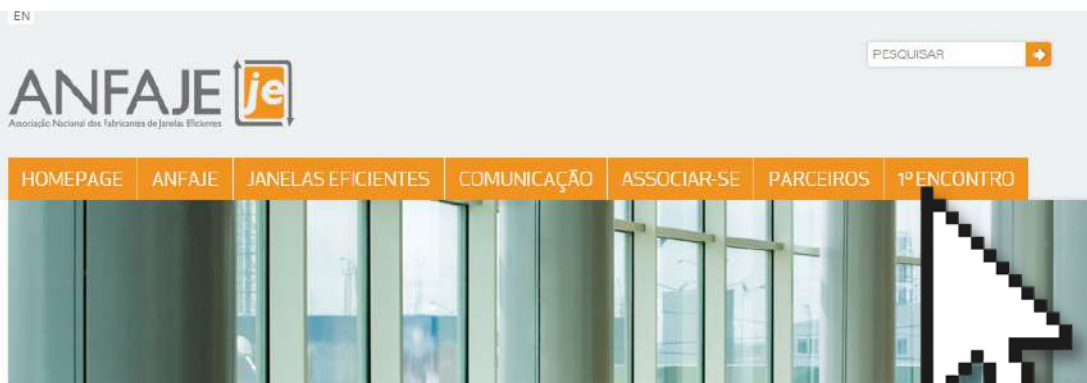 EN
PESQUISAR
ANFAJE je
Associação Nacional dos Fabricantes de Janelas Eficientes
HOMEPAGE ANFAJE JANELAS EFICIENTES COMUNICAÇÃO ASSOCIAR-SE PARCEIROS 1º ENCONTRO